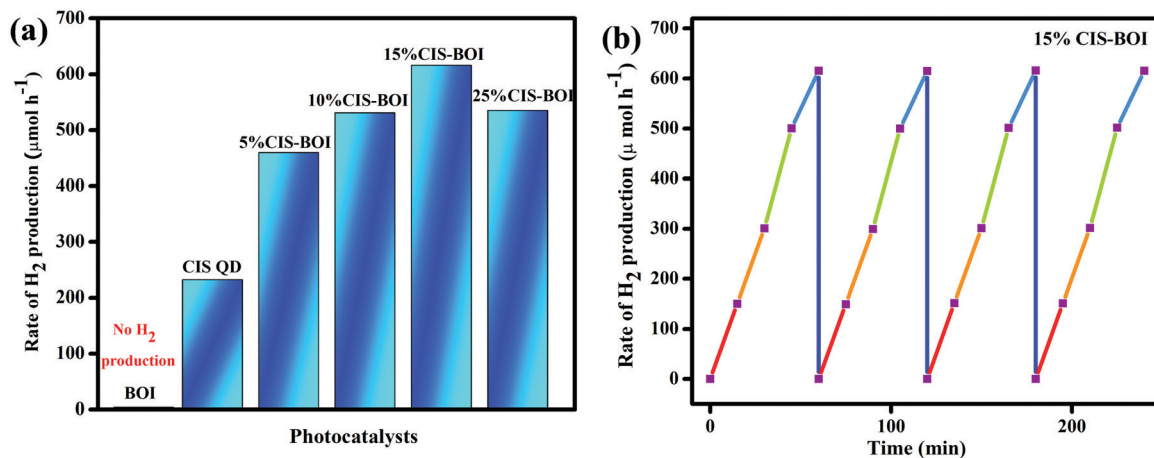 (a)
Rate of H2 production (μmol h⁻¹)
700
600
500
400
300
200
100
0
No H2
production
BOI
CIS QD
5%CIS-BOI
10%CIS-BOI
15%CIS-BOI
25%CIS-BOI
Photocatalysts
(b)
Rate of H2 production (μ mol h⁻¹)
700
600
500
400
300
200
100
0
15% CIS-BOI
0
100
200
Time (min)